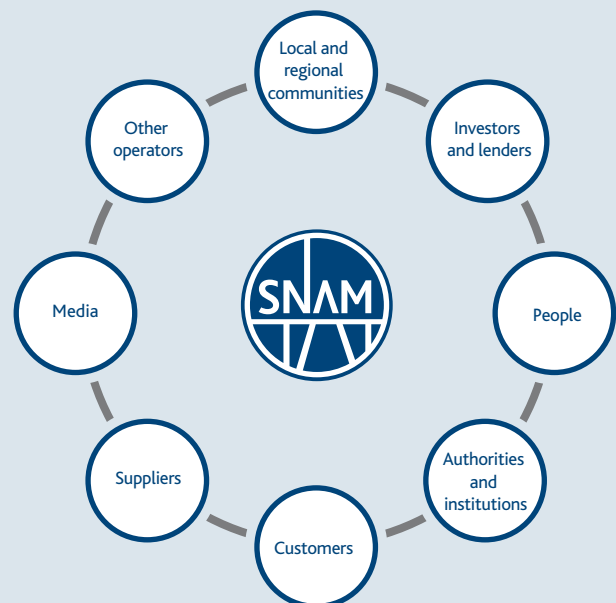 Local and
regional
communities
Other
operators
Investors
and lenders
SNAM
Media
People
Suppliers
Authorities
and
institutions
Customers